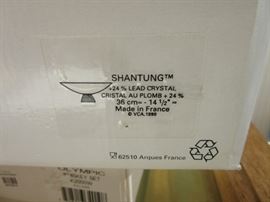 SHANTUNG™
+24 % LEAD CRYSTAL
CRISTAL AU PLOMB + 24 %
36 cm= - 14 ½" =
Made in France
© VCA.1990
62510 Arques France
OLYMPIC